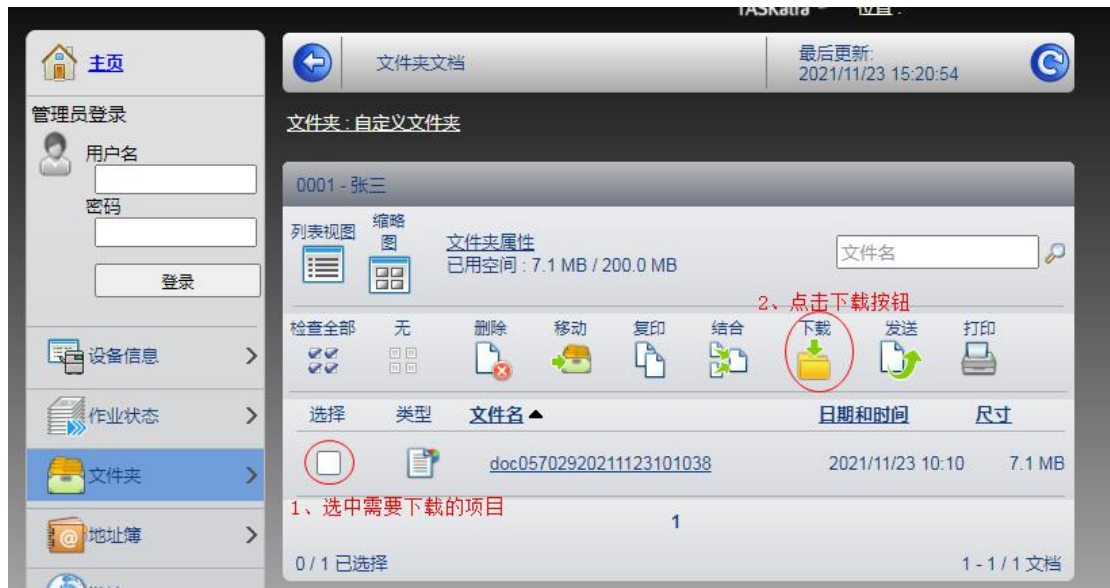 TASKalfa
位置 :
主页
文件夹文档
最后更新:
2021/11/23 15:20:54
管理员登录
用户名
密码
登录
设备信息
作业状态
文件夹
地址簿
文件夹 : 自定义文件夹
0001 - 张三
列表视图
缩略
图
文件夹属性
已用空间 : 7.1 MB / 200.0 MB
文件名
2、点击下载按钮
检查全部 无 删除 移动 复印 结合 下载 发送 打印
选择 类型 文件名 日期和时间 尺寸
doc05702920211123101038 2021/11/23 10:10 7.1 MB
1、选中需要下载的项目
1
0 / 1 已选择 1 - 1 / 1 文档